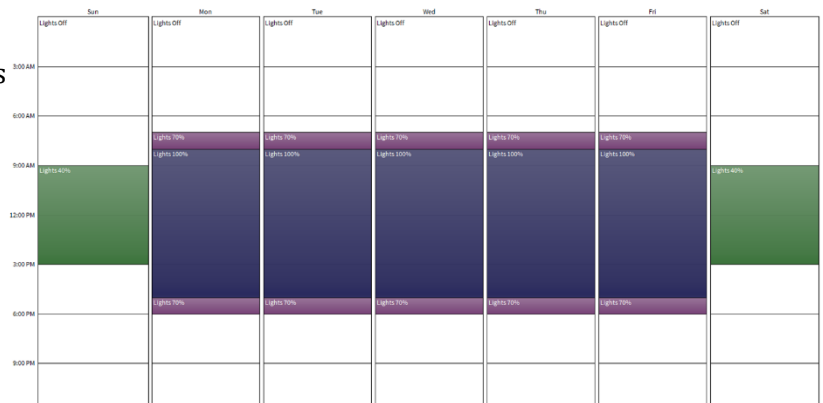 Sun Mon Tue Wed Thu Fri Sat
Lights Off Lights Off Lights Off Lights Off Lights Off Lights Off Lights Off
s
3:00 AM
6:00 AM
Lights 70% Lights 70% Lights 70% Lights 70% Lights 70%
Lights 100% Lights 100% Lights 100% Lights 100% Lights 100%
9:00 AM
Lights 40% Lights 40%
12:00 PM
3:00 PM
Lights 70% Lights 70% Lights 70% Lights 70% Lights 70%
6:00 PM
9:00 PM